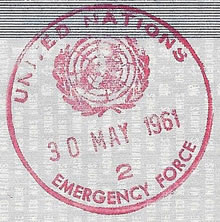 UNITED NATIONS
30 MAY 1961
2
EMERGENCY FORCE